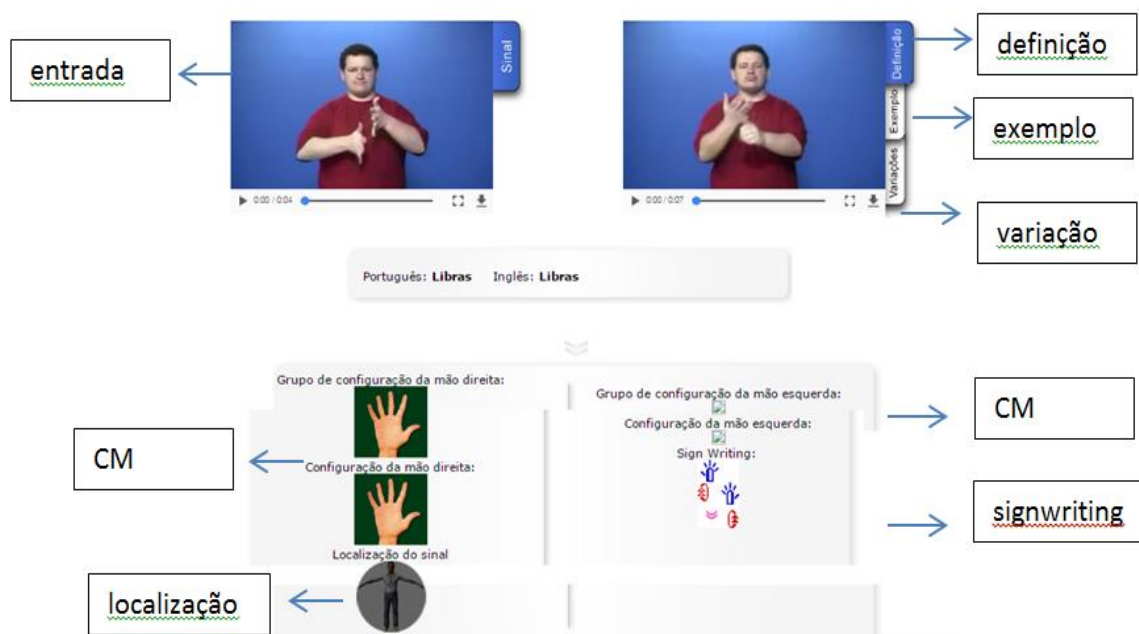 entrada
Sinal
Definição
Exemplo
Variações
definição
exemplo
variação
0:00 / 0:04
0:00 / 0:07
Português: Libras Inglês: Libras
Grupo de configuração da mão direita:
Grupo de configuração da mão esquerda:
CM
Configuração da mão esquerda:
CM
Configuração da mão direita:
Sign Writing:
signwriting
Localização do sinal
localização